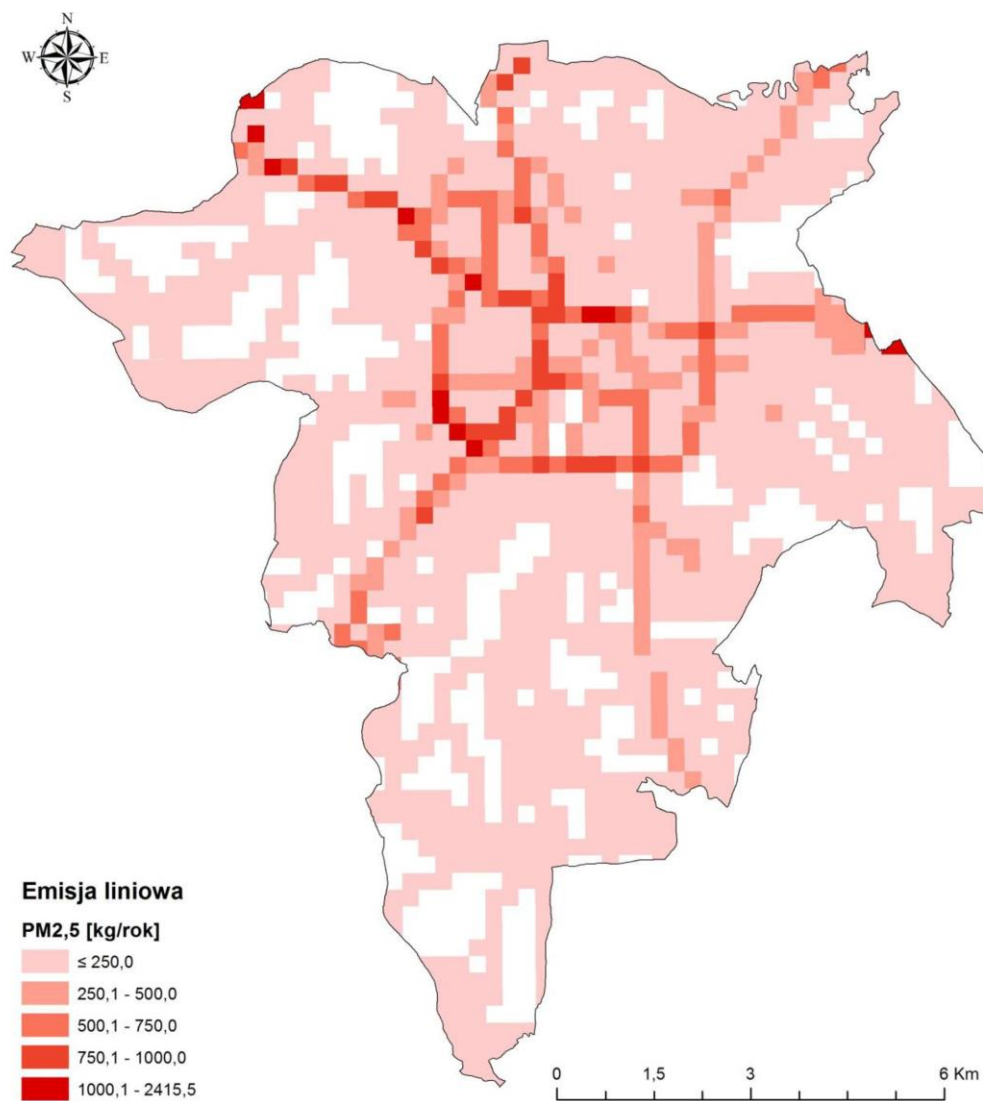 N
W E
S
Emisja liniowa
PM2,5 [kg/rok]
≤ 250,0
250,1 - 500,0
500,1 - 750,0
750,1 - 1000,0
1000,1 - 2415,5
0 1,5 3 6 Km